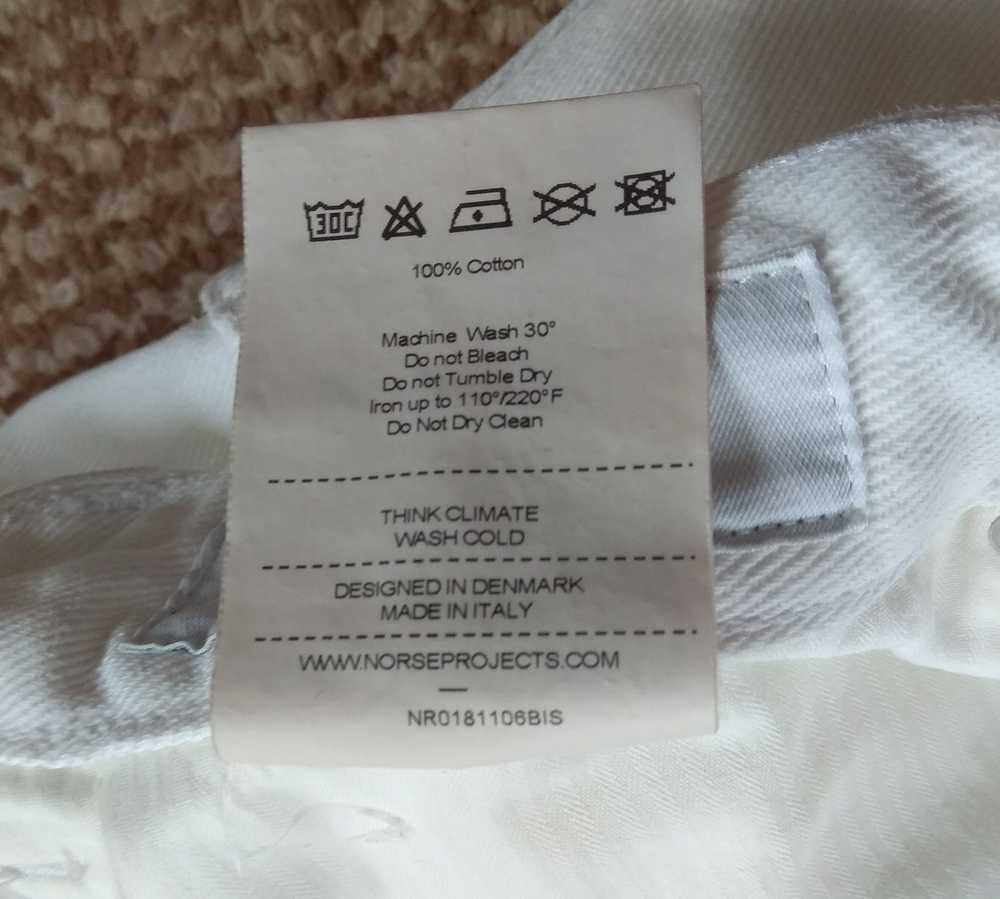 30C
100% Cotton
Machine Wash 30°
Do not Bleach
Do not Tumble Dry
Iron up to 110°/220°F
Do Not Dry Clean
THINK CLIMATE
WASH COLD
DESIGNED IN DENMARK
MADE IN ITALY
WWW.NORSEPROJECTS.COM
NR0181106BIS